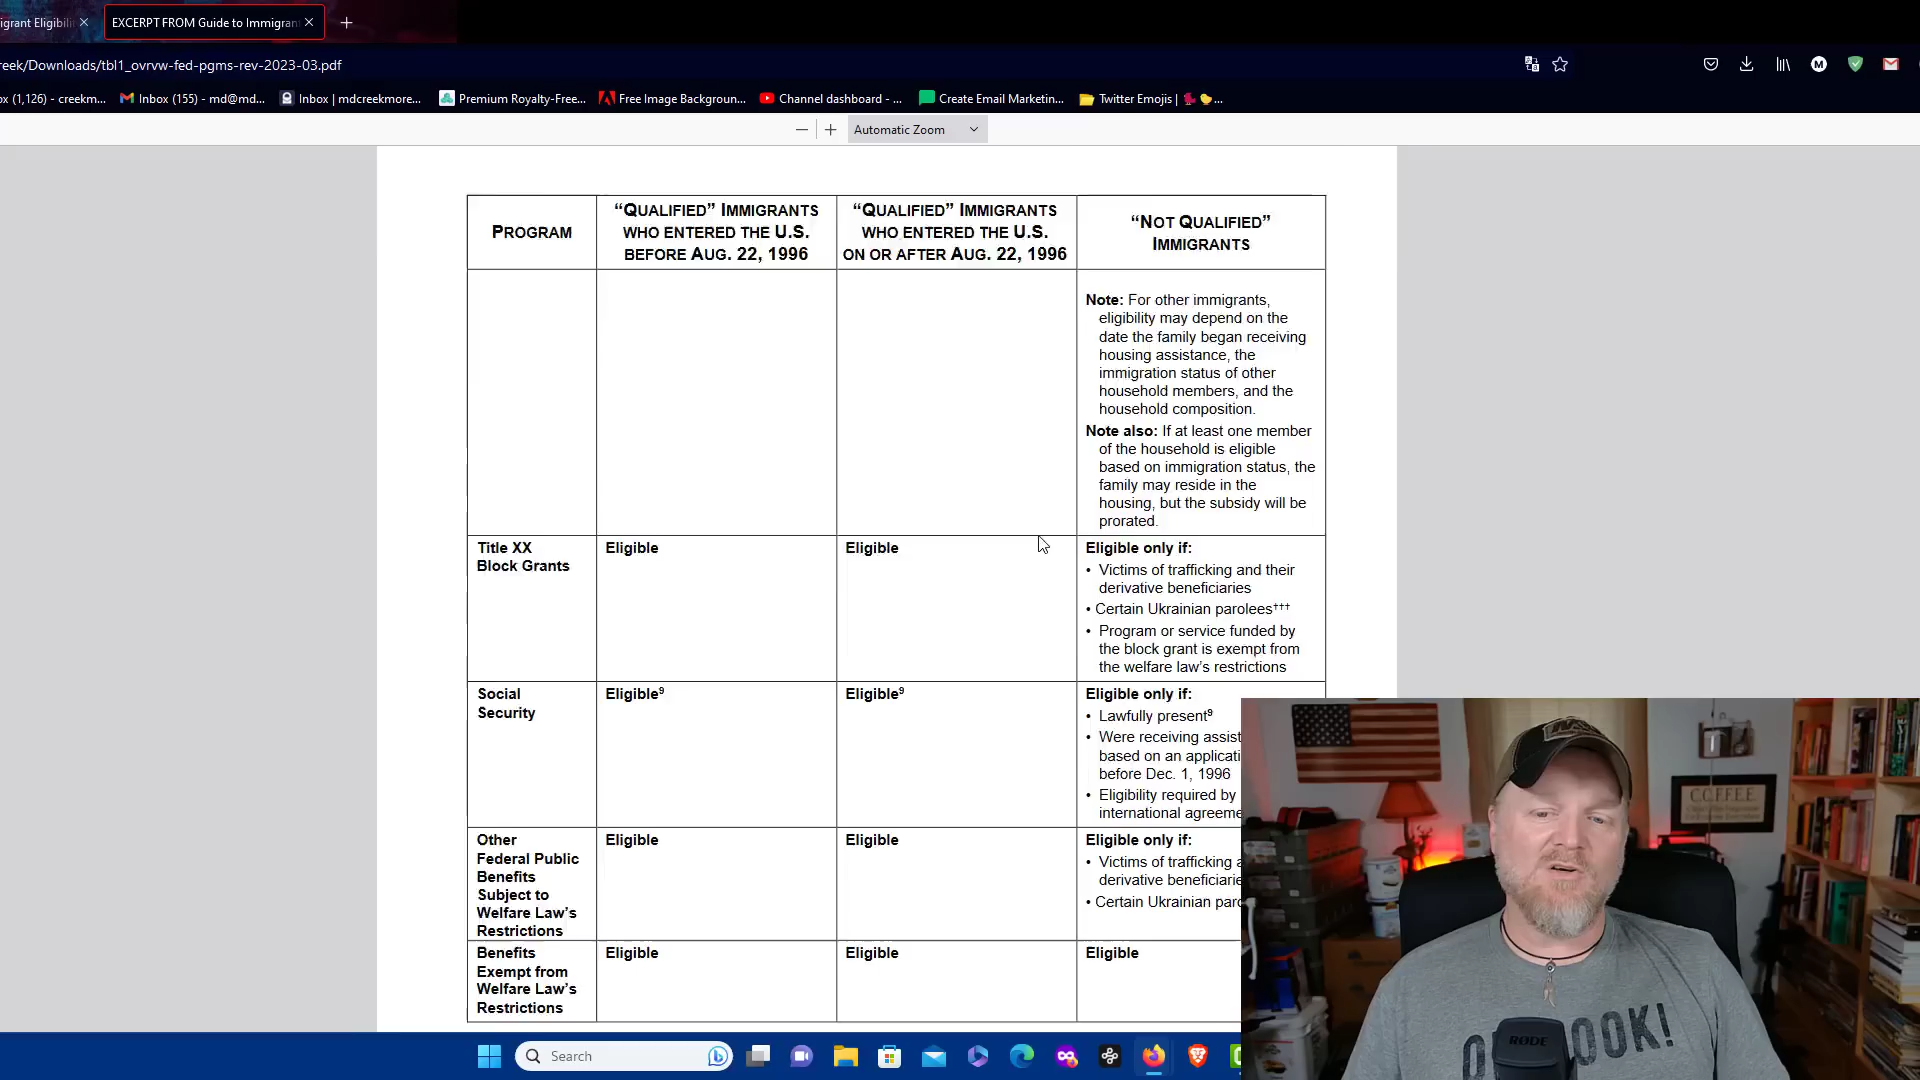 igrant Eligibili
EXCERPT FROM Guide to Immigran
reek/Downloads/tbl1_ovrvw-fed-pgms-rev-2023-03.pdf
ox (1,126) - creekm...
Inbox (155) - md@md...
Inbox | mdcreekmore...
Premium Royalty-Free...
Free Image Backgroun...
Channel dashboard - ...
Create Email Marketin...
Twitter Emojis | 🐓🐤...
Automatic Zoom
PROGRAM
“QUALIFIED” IMMIGRANTS
WHO ENTERED THE U.S.
BEFORE AUG. 22, 1996
“QUALIFIED” IMMIGRANTS
WHO ENTERED THE U.S.
ON OR AFTER AUG. 22, 1996
“NOT QUALIFIED”
IMMIGRANTS
Note: For other immigrants,
eligibility may depend on the
date the family began receiving
housing assistance, the
immigration status of other
household members, and the
household composition.
Note also: If at least one member
of the household is eligible
based on immigration status, the
family may reside in the
housing, but the subsidy will be
prorated.
Title XX
Block Grants
Eligible
Eligible
Eligible only if:
• Victims of trafficking and their
derivative beneficiaries
• Certain Ukrainian parolees†††
• Program or service funded by
the block grant is exempt from
the welfare law’s restrictions
Social
Security
Eligible⁹
Eligible⁹
Eligible only if:
• Lawfully present⁹
• Were receiving assist
based on an applicati
before Dec. 1, 1996
• Eligibility required by
international agreeme
Other
Federal Public
Benefits
Subject to
Welfare Law’s
Restrictions
Eligible
Eligible
Eligible only if:
• Victims of trafficking a
derivative beneficiarie
• Certain Ukrainian paro
Benefits
Exempt from
Welfare Law’s
Restrictions
Eligible
Eligible
Eligible
C.O.F.F.E.E.
OOK!
RØDE
Search